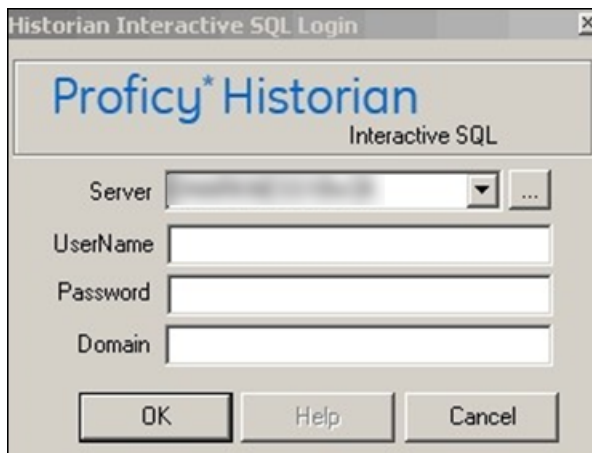 Historian Interactive SQL Login
Proficy* Historian
Interactive SQL
Server
...
UserName
Password
Domain
OK Help Cancel